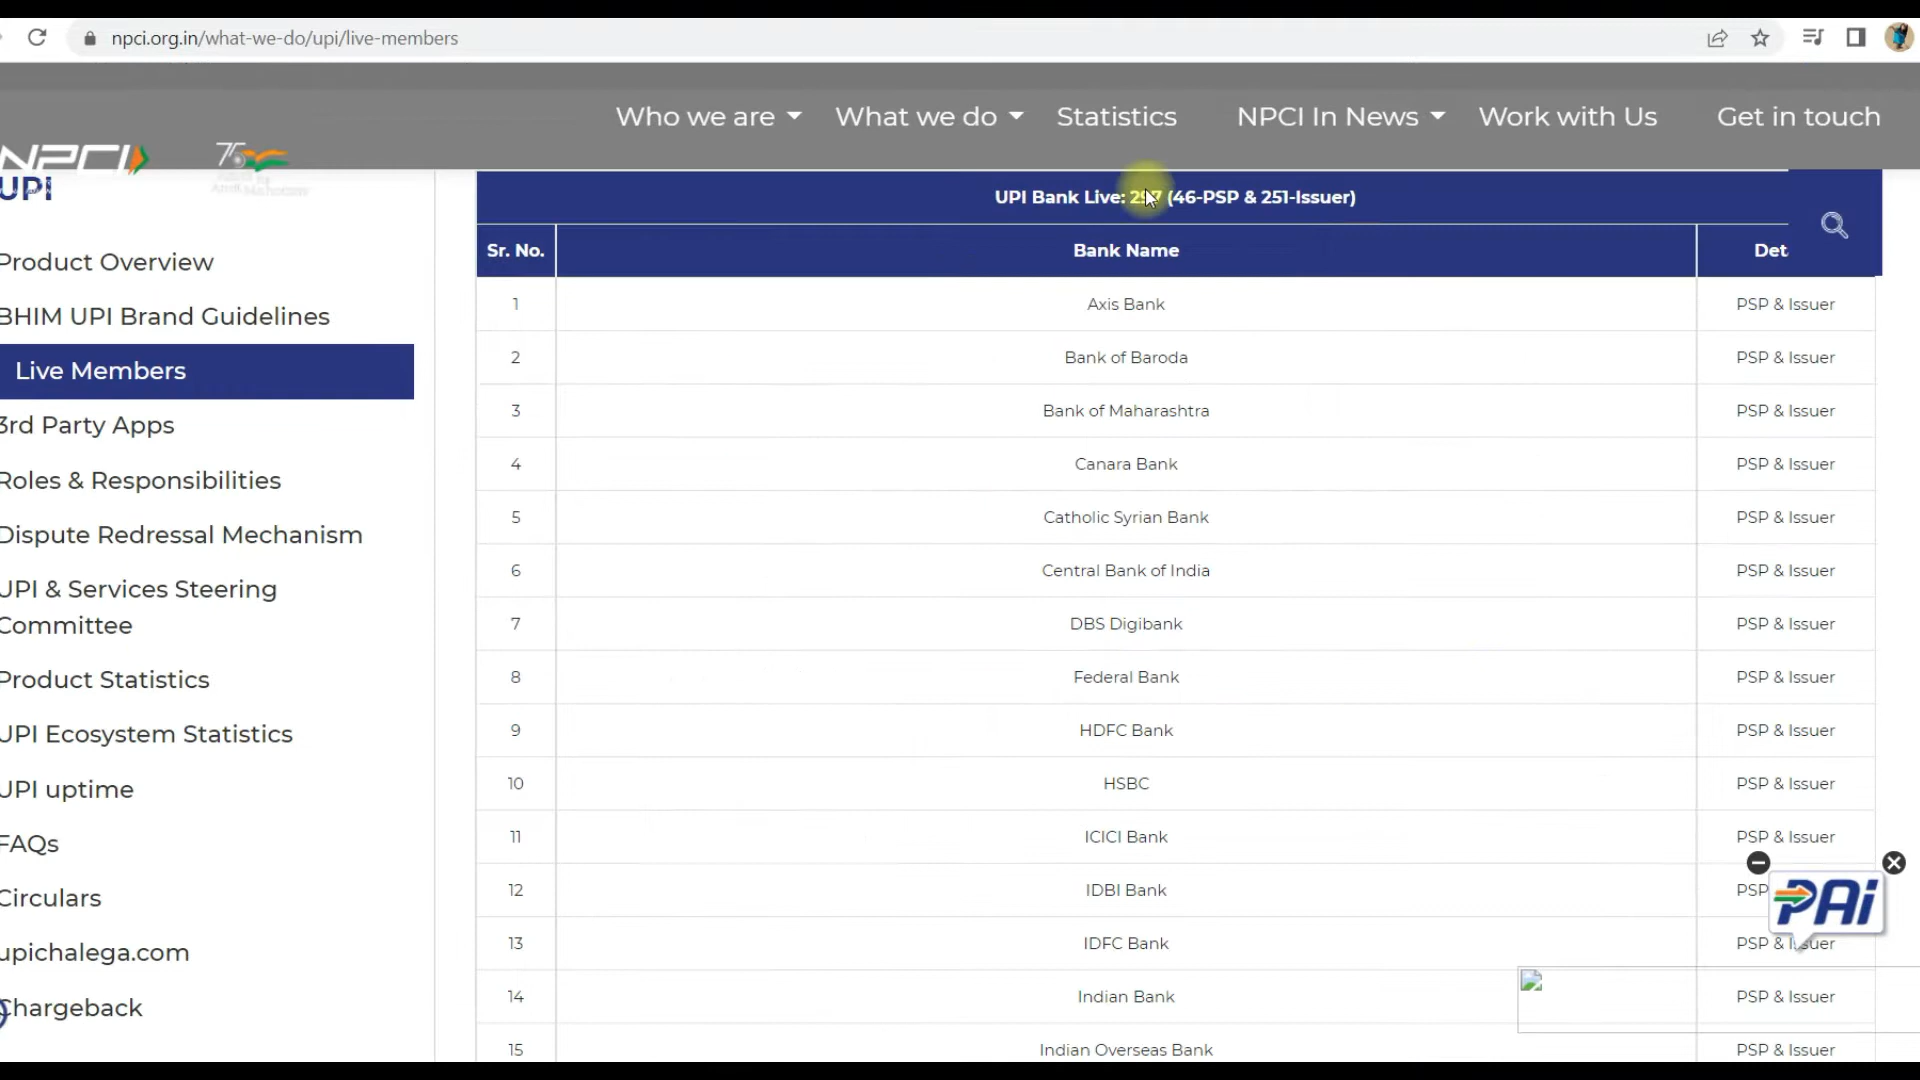 npci.org.in/what-we-do/upi/live-members
Who we are
What we do
Statistics
NPCI In News
Work with Us
Get in touch
NPCI
75
UPI
Product Overview
BHIM UPI Brand Guidelines
Live Members
3rd Party Apps
Roles & Responsibilities
Dispute Redressal Mechanism
UPI & Services Steering
Committee
Product Statistics
UPI Ecosystem Statistics
UPI uptime
FAQs
Circulars
upichalega.com
Chargeback
UPI Bank Live: 297 (46-PSP & 251-Issuer)
Sr. No. Bank Name Det
1 Axis Bank PSP & Issuer
2 Bank of Baroda PSP & Issuer
3 Bank of Maharashtra PSP & Issuer
4 Canara Bank PSP & Issuer
5 Catholic Syrian Bank PSP & Issuer
6 Central Bank of India PSP & Issuer
7 DBS Digibank PSP & Issuer
8 Federal Bank PSP & Issuer
9 HDFC Bank PSP & Issuer
10 HSBC PSP & Issuer
11 ICICI Bank PSP & Issuer
12 IDBI Bank PSP
13 IDFC Bank PSP & Issuer
14 Indian Bank PSP & Issuer
15 Indian Overseas Bank PSP & Issuer
PAi